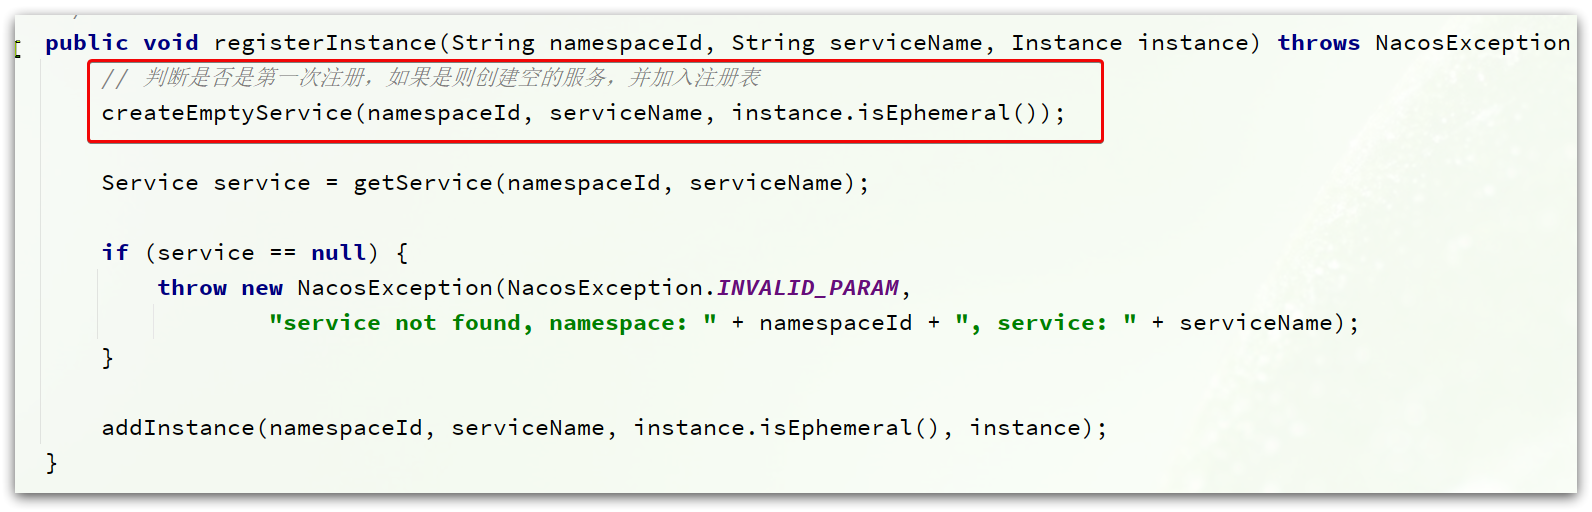 public void registerInstance(String namespaceId, String serviceName, Instance instance) throws NacosException
// 判断是否是第一次注册，如果是则创建空的服务，并加入注册表
createEmptyService(namespaceId, serviceName, instance.isEphemeral());
Service service = getService(namespaceId, serviceName);
if (service == null) {
throw new NacosException(NacosException.INVALID_PARAM,
"service not found, namespace: " + namespaceId + ", service: " + serviceName);
}
addInstance(namespaceId, serviceName, instance.isEphemeral(), instance);
}